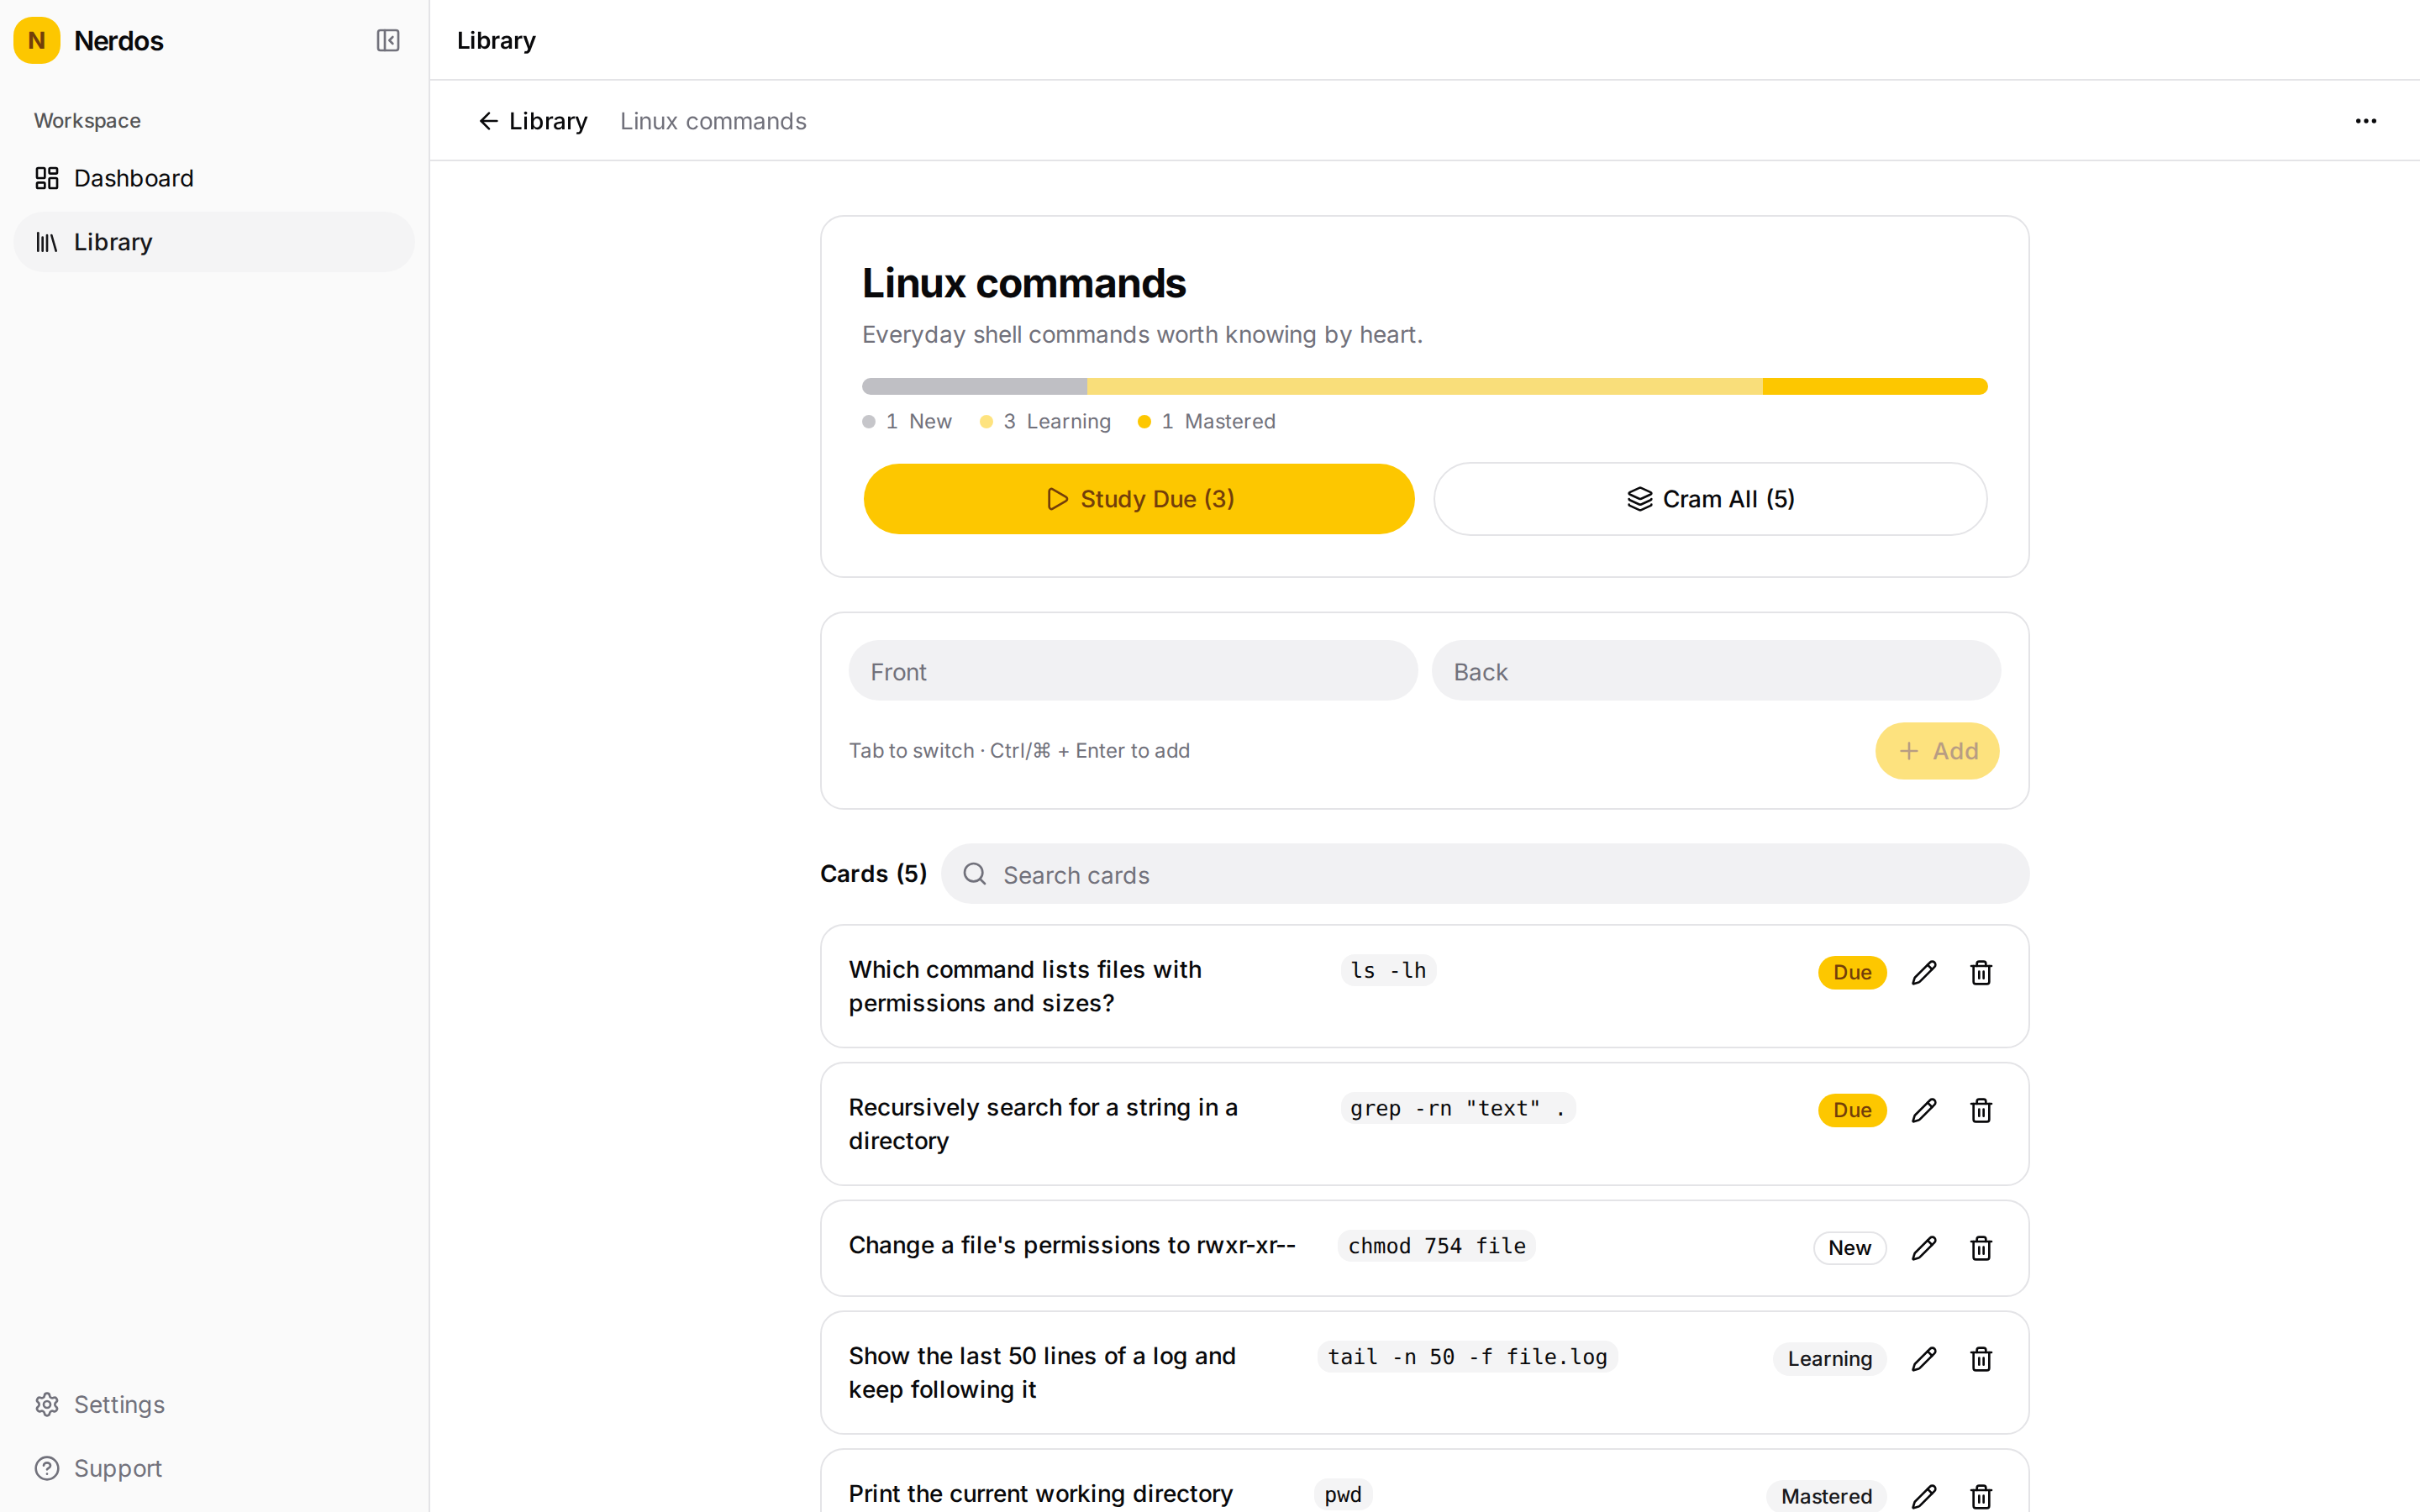 N Nerdos
Workspace
Dashboard
Library
Settings
Support
Library
Library Linux commands
Linux commands
Everyday shell commands worth knowing by heart.
1 New 3 Learning 1 Mastered
Study Due (3) Cram All (5)
Front Back
Tab to switch · Ctrl/⌘ + Enter to add Add
Cards (5) Search cards
Which command lists files with ls -lh Due
permissions and sizes?
Recursively search for a string in a grep -rn "text" . Due
directory
Change a file's permissions to rwxr-xr-- chmod 754 file New
Show the last 50 lines of a log and tail -n 50 -f file.log Learning
keep following it
Print the current working directory pwd Mastered